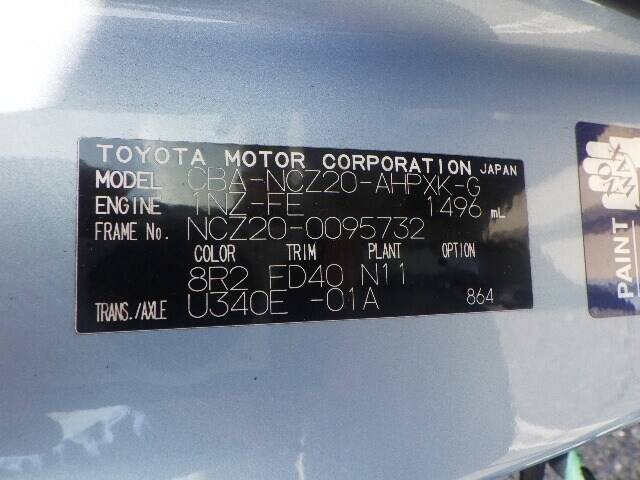 TOYOTA MOTOR CORPORATION JAPAN
MODEL CBA-NCZ20-AHPXK-G
ENGINE 1NZ-FE 1496 mL
FRAME No. NCZ20-0095732
COLOR TRIM PLANT OPTION
8R2 FD40 N11
TRANS./AXLE U340E -01A 864
PAINT